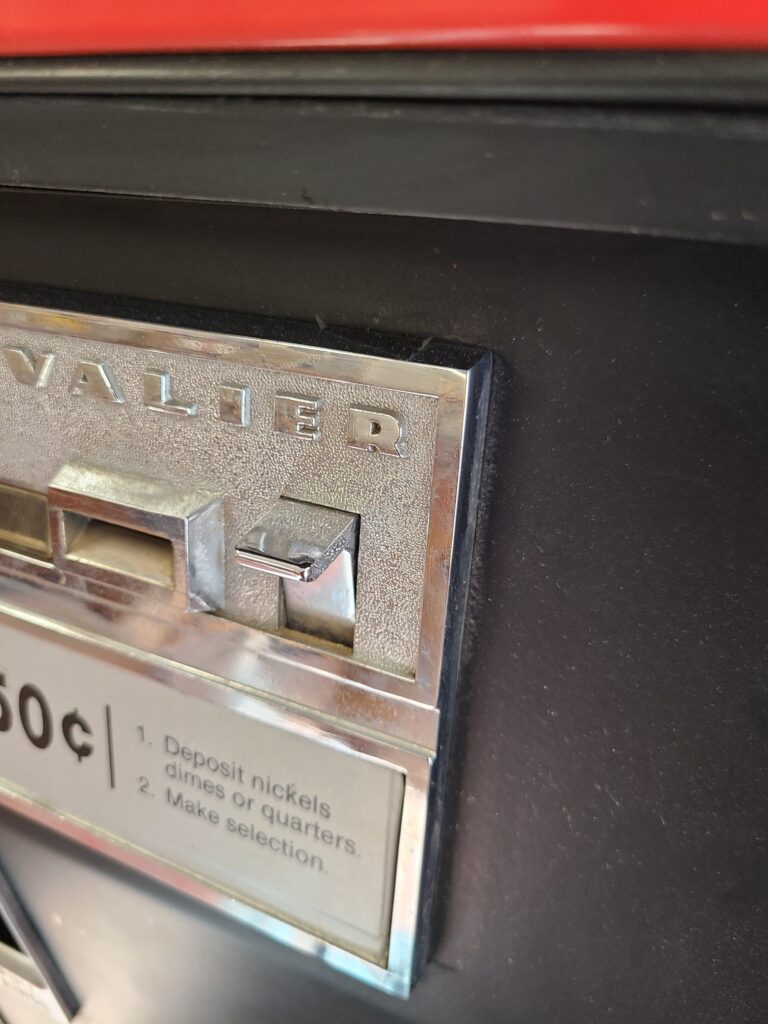 VALIER
50¢
1. Deposit nickels
dimes or quarters.
2. Make selection.